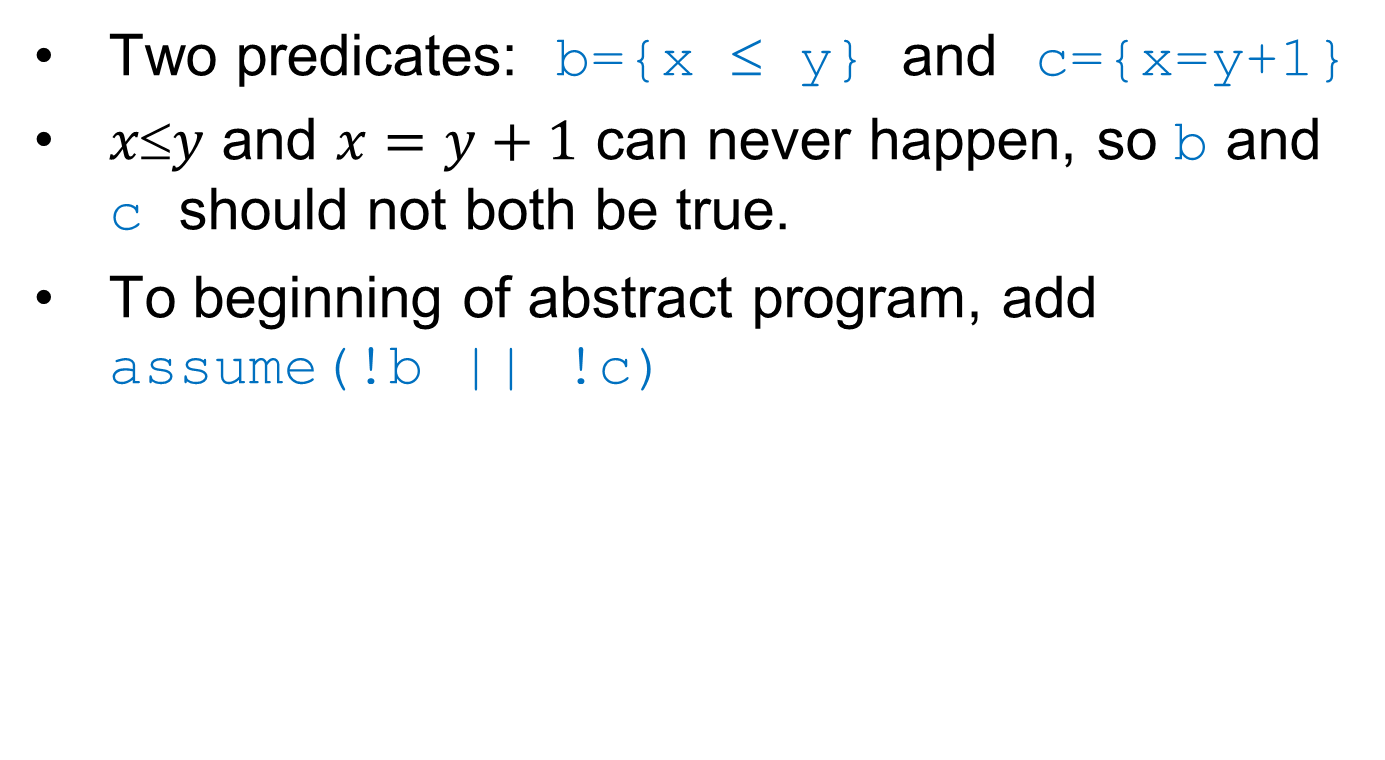 • Two predicates: b={x ≤ y} and c={x=y+1}
• x≤y and x = y + 1 can never happen, so b and
c should not both be true.
• To beginning of abstract program, add
assume(!b || !c)